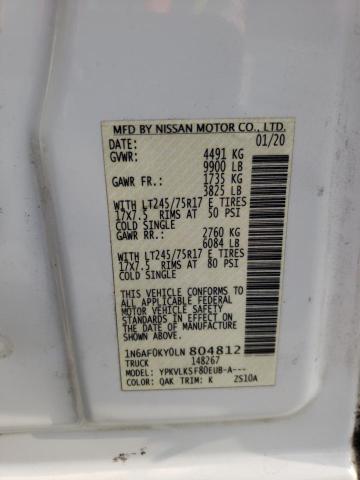 MFD BY NISSAN MOTOR CO., LTD.
DATE: 01/20
GVWR: 4491 KG
9900 LB
GAWR FR.: 1735 KG
3825 LB
WITH LT245/75R17 E TIRES
17x7.5 RIMS AT 50 PSI
COLD SINGLE
GAWR RR.: 2760 KG
6084 LB
WITH LT245/75R17 E TIRES
17x7.5 RIMS AT 80 PSI
COLD SINGLE
THIS VEHICLE CONFORMS TO
ALL APPLICABLE FEDERAL
MOTOR VEHICLE SAFETY
STANDARDS IN EFFECT ON
THE DATE OF MANUFACTURE
SHOWN ABOVE.
1N6AF0KY0LN 804812
TRUCK 148267
MODEL: YPKVLKSF80EUB-A---
COLOR: QAK TRIM: K ZS10A